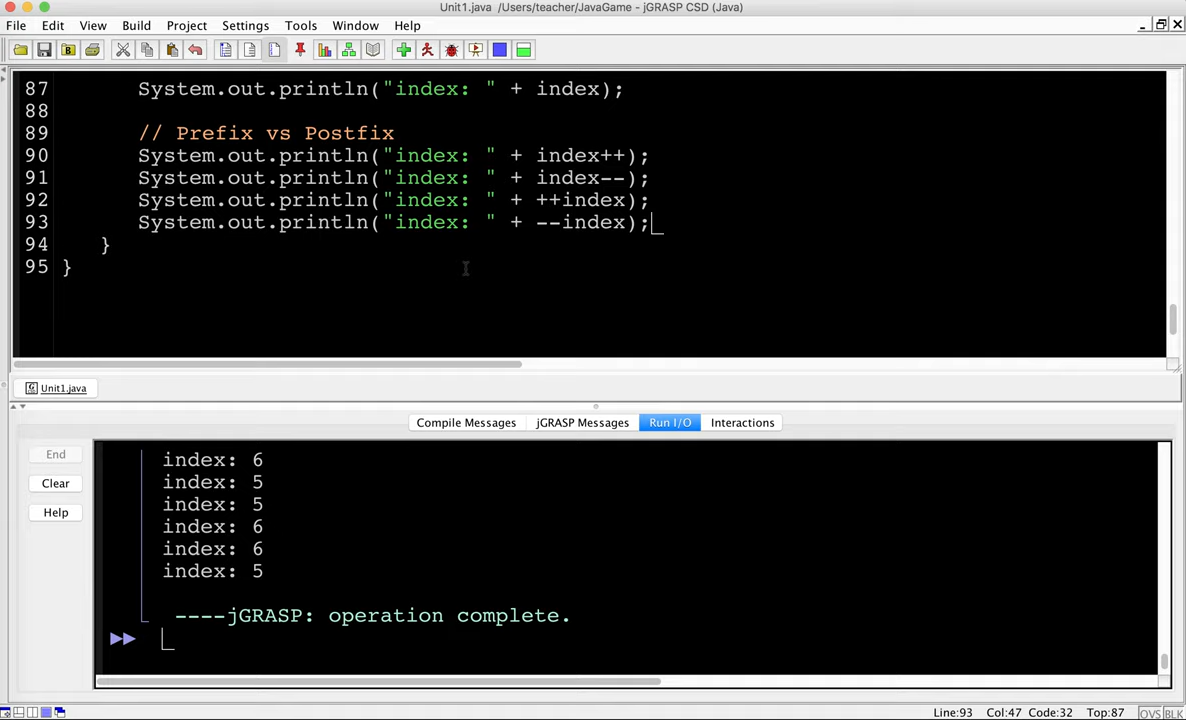 Unit1.java /Users/teacher/JavaGame - jGRASP CSD (Java)
File Edit View Build Project Settings Tools Window Help
87 System.out.println("index: " + index);
88
89 // Prefix vs Postfix
90 System.out.println("index: " + index++);
91 System.out.println("index: " + index--);
92 System.out.println("index: " + ++index);
93 System.out.println("index: " + --index);
94 }
95 }
Unit1.java
Compile Messages jGRASP Messages Run I/O Interactions
End
Clear
Help
index: 6
index: 5
index: 5
index: 6
index: 6
index: 5
----jGRASP: operation complete.
Line:93 Col:47 Code:32 Top:87 OVS BLK